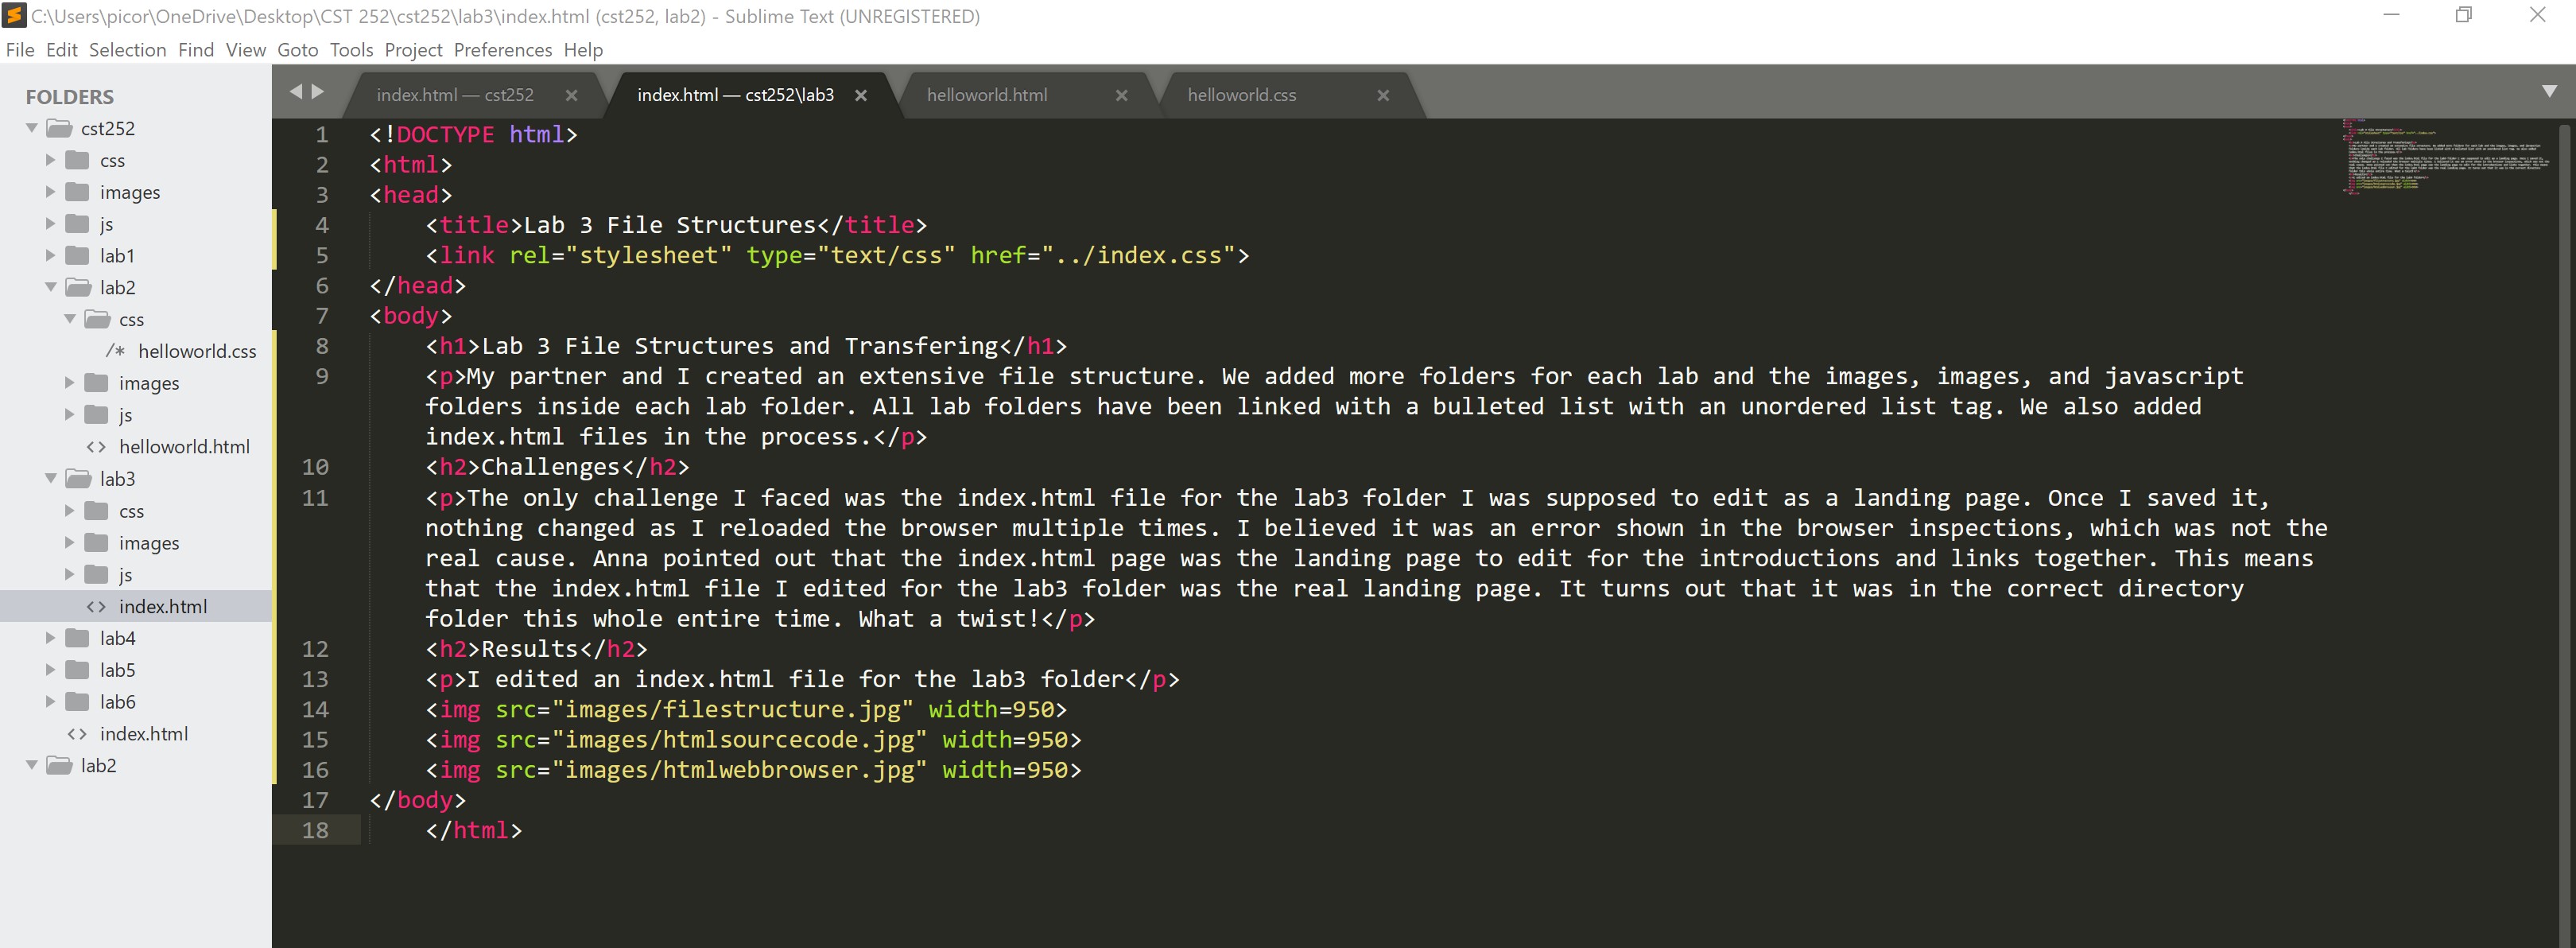 C:\Users\picor\OneDrive\Desktop\CST 252\cst252\lab3\index.html (cst252, lab2) - Sublime Text (UNREGISTERED)
File Edit Selection Find View Goto Tools Project Preferences Help
FOLDERS
cst252
css
images
js
lab1
lab2
css
/* helloworld.css
images
js
<> helloworld.html
lab3
css
images
js
<> index.html
lab4
lab5
lab6
<> index.html
lab2
index.html — cst252 × index.html — cst252\lab3 × helloworld.html × helloworld.css ×
1 <!DOCTYPE html>
2 <html>
3 <head>
4 <title>Lab 3 File Structures</title>
5 <link rel="stylesheet" type="text/css" href="../index.css">
6 </head>
7 <body>
8 <h1>Lab 3 File Structures and Transfering</h1>
9 <p>My partner and I created an extensive file structure. We added more folders for each lab and the images, images, and javascript
folders inside each lab folder. All lab folders have been linked with a bulleted list with an unordered list tag. We also added
index.html files in the process.</p>
10 <h2>Challenges</h2>
11 <p>The only challenge I faced was the index.html file for the lab3 folder I was supposed to edit as a landing page. Once I saved it,
nothing changed as I reloaded the browser multiple times. I believed it was an error shown in the browser inspections, which was not the
real cause. Anna pointed out that the index.html page was the landing page to edit for the introductions and links together. This means
that the index.html file I edited for the lab3 folder was the real landing page. It turns out that it was in the correct directory
folder this whole entire time. What a twist!</p>
12 <h2>Results</h2>
13 <p>I edited an index.html file for the lab3 folder</p>
14 <img src="images/filestructure.jpg" width=950>
15 <img src="images/htmlsourcecode.jpg" width=950>
16 <img src="images/htmlwebbrowser.jpg" width=950>
17 </body>
18 </html>